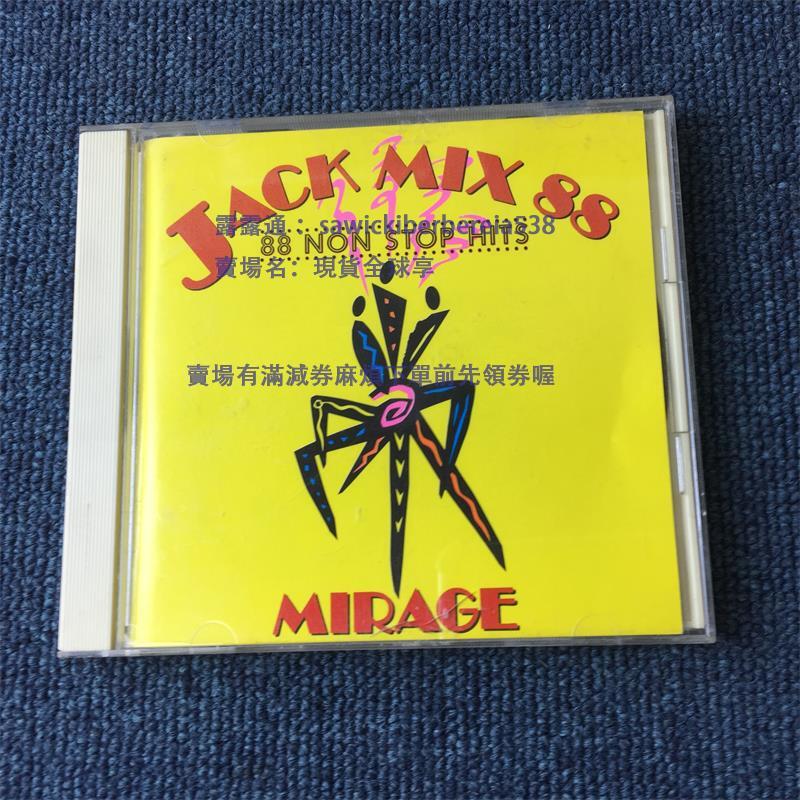 JACK MIX 88
露露通：sawickiberbereia538
88 NON STOP HITS
賣場名：現貨全球享
賣場有滿減券麻煩下單前先領券喔
MIRAGE